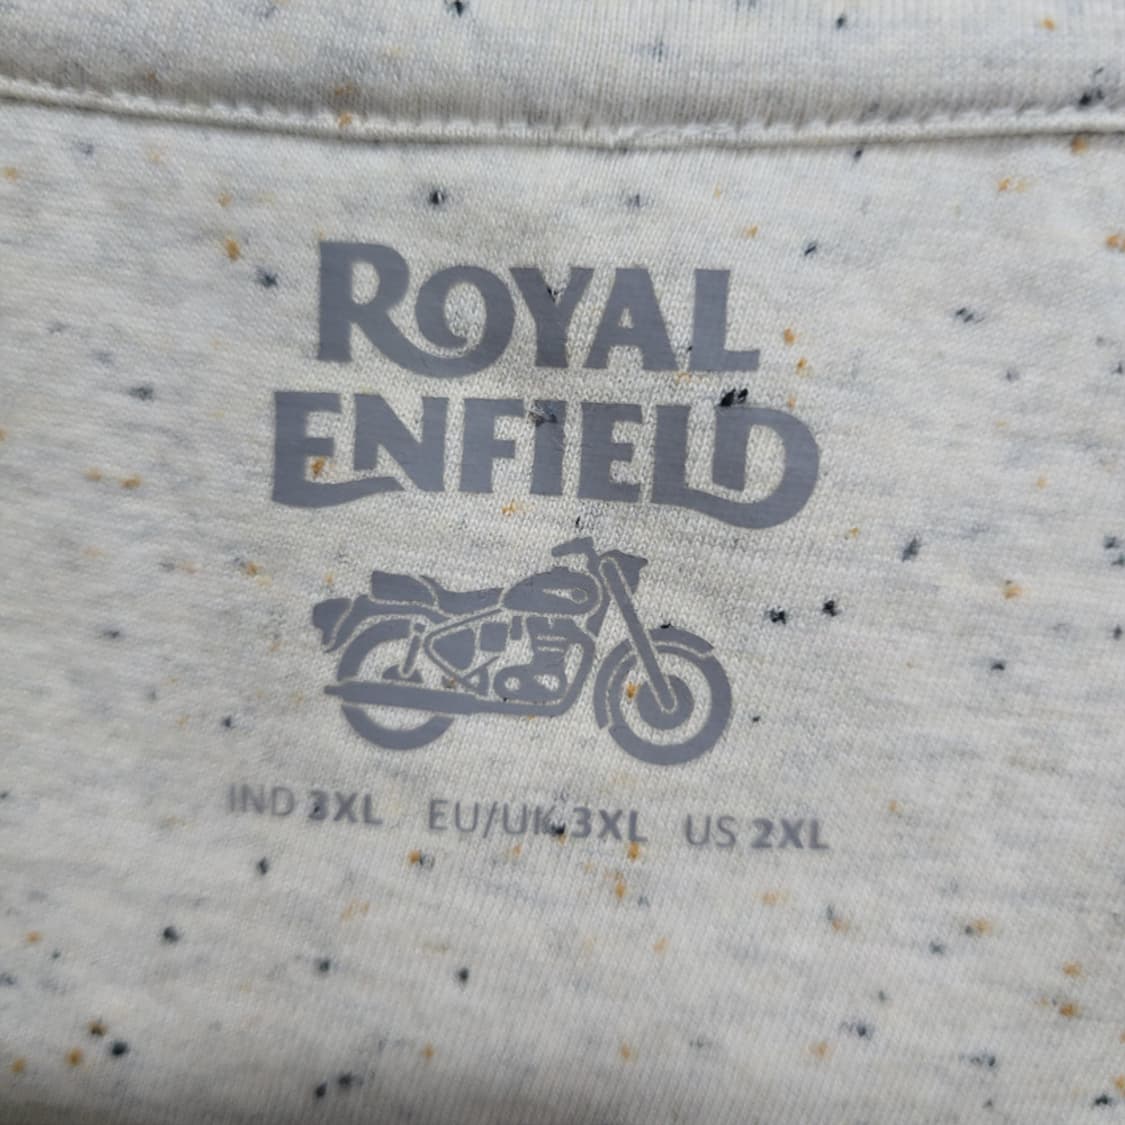 ROYAL
ENFIELD
IND 3XL EU/UK 3XL US 2XL